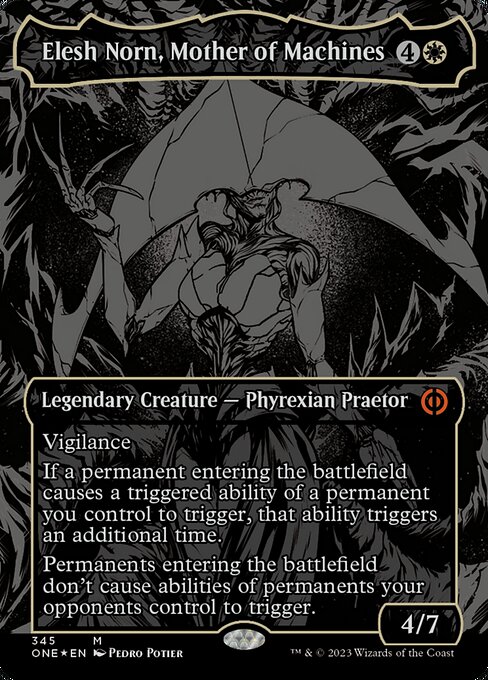 Elesh Norn, Mother of Machines 4
Legendary Creature — Phyrexian Praetor
Vigilance
If a permanent entering the battlefield
causes a triggered ability of a permanent
you control to trigger, that ability triggers
an additional time.
Permanents entering the battlefield
don't cause abilities of permanents your
opponents control to trigger.
4/7
345 M
ONE★EN Pedro Potier
™ & © 2023 Wizards of the Coast